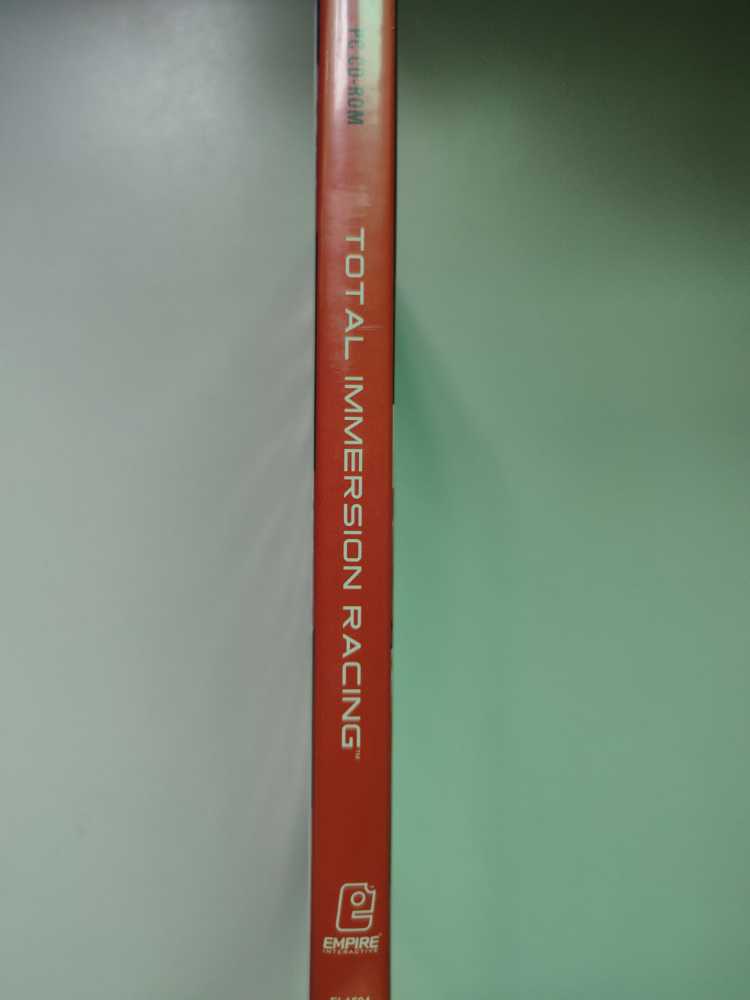 PC CD-ROM
TOTAL IMMERSION RACING™
EMPIRE
INTERACTIVE